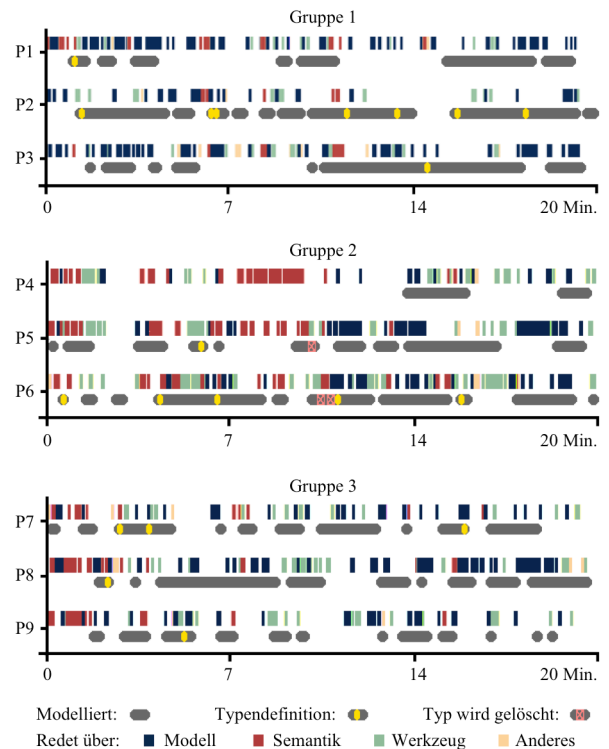 Gruppe 1
P1
P2
P3
0 7 14 20 Min.
Gruppe 2
P4
P5
P6
0 7 14 20 Min.
Gruppe 3
P7
P8
P9
0 7 14 20 Min.
Modelliert: Typendefinition: Typ wird gelöscht:
Redet über: Modell Semantik Werkzeug Anderes